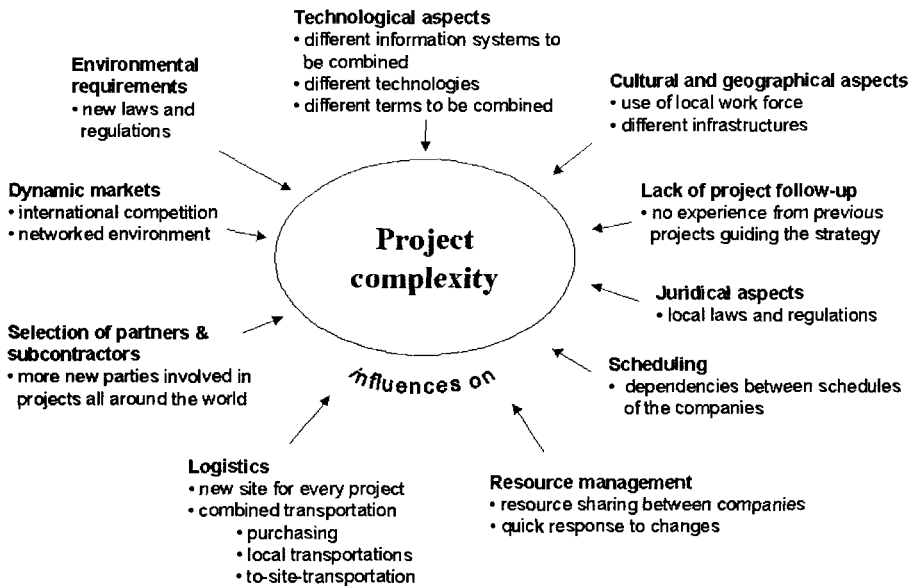 Technological aspects
• different information systems to
be combined
• different technologies
• different terms to be combined
Environmental
requirements
• new laws and
regulations
Cultural and geographical aspects
• use of local work force
• different infrastructures
Dynamic markets
• international competition
• networked environment
Lack of project follow-up
• no experience from previous
projects guiding the strategy
Project
complexity
Juridical aspects
• local laws and regulations
Selection of partners &
subcontractors
• more new parties involved in
projects all around the world
Scheduling
• dependencies between schedules
of the companies
influences on
Logistics
• new site for every project
• combined transportation
• purchasing
• local transportations
• to-site-transportation
Resource management
• resource sharing between companies
• quick response to changes